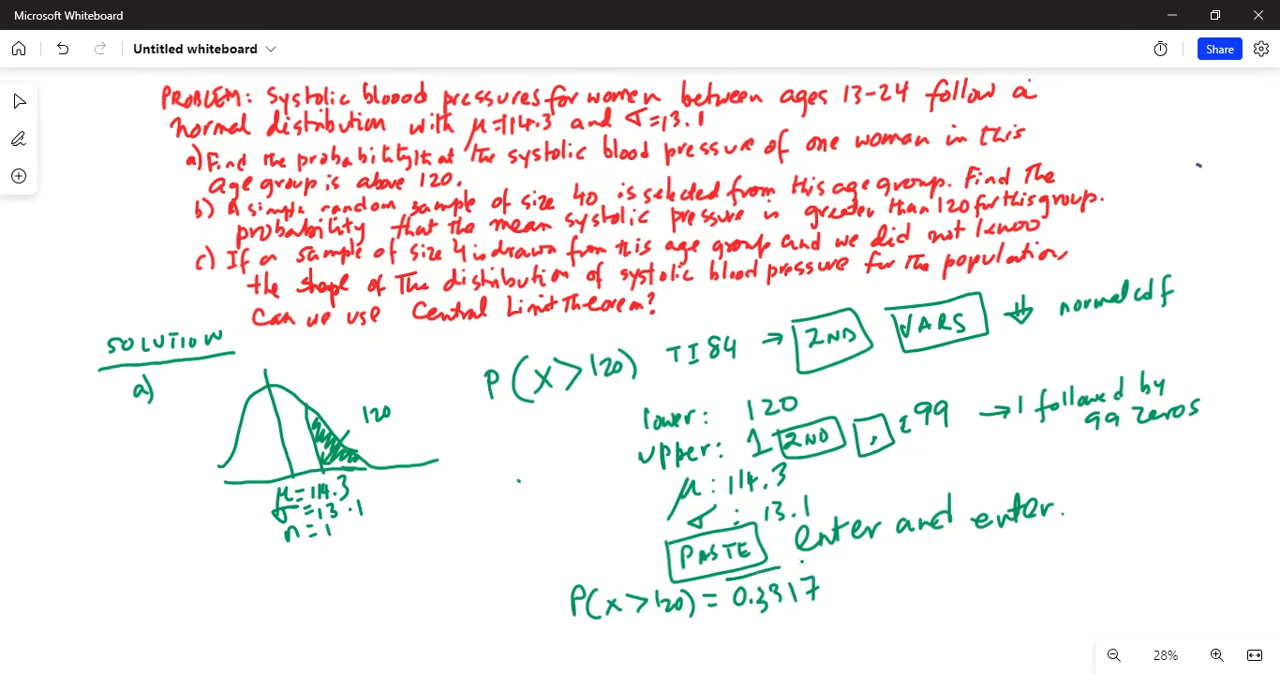 Microsoft Whiteboard
Untitled whiteboard
Share
PROBLEM: Systolic bloood pressures for women between ages 13-24 follow a
normal distribution with μ=114.3 and σ=13.1
a) Find the probability that the systolic blood pressure of one woman in this
age group is above 120.
b) A simple random sample of size 40 is selected from this age group. Find the
probability that the mean systolic pressure is greater than 120 for this group.
c) If a sample of size 4 is drawn from this age group and we did not know
the shape of the distribution of systolic blood pressure for the population,
Can we use Central Limit Theorem?
SOLUTION
a)
120
μ=114.3
σ=13.1
n=1
P(X>120) TI 84 → 2ND VARS ↓ normalcdf
lower: 120
upper: 1 2ND , E99 → 1 followed by
99 zeros
μ: 114.3
σ: 13.1
PASTE enter and enter.
P(X>120) = 0.3317
28%